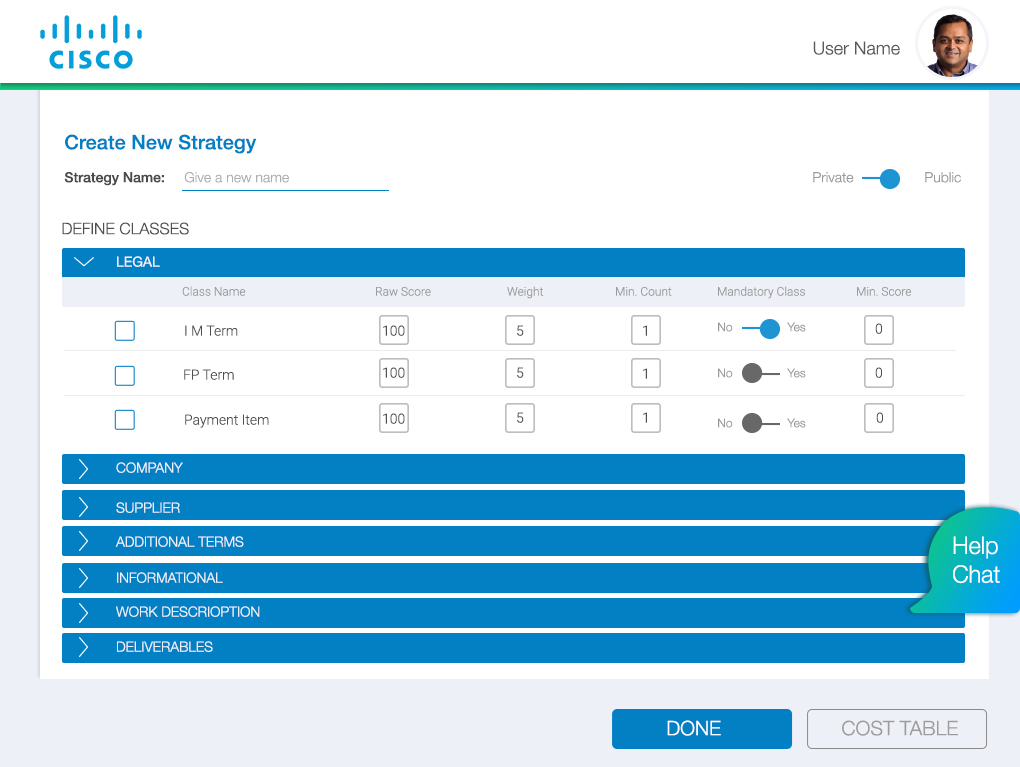 CISCO
User Name
Create New Strategy
Strategy Name: Give a new name Private Public
DEFINE CLASSES
LEGAL
Class Name Raw Score Weight Min. Count Mandatory Class Min. Score
I M Term 100 5 1 No Yes 0
FP Term 100 5 1 No Yes 0
Payment Item 100 5 1 No Yes 0
COMPANY
SUPPLIER
ADDITIONAL TERMS
INFORMATIONAL
WORK DESCRIOPTION
DELIVERABLES
Help
Chat
DONE COST TABLE